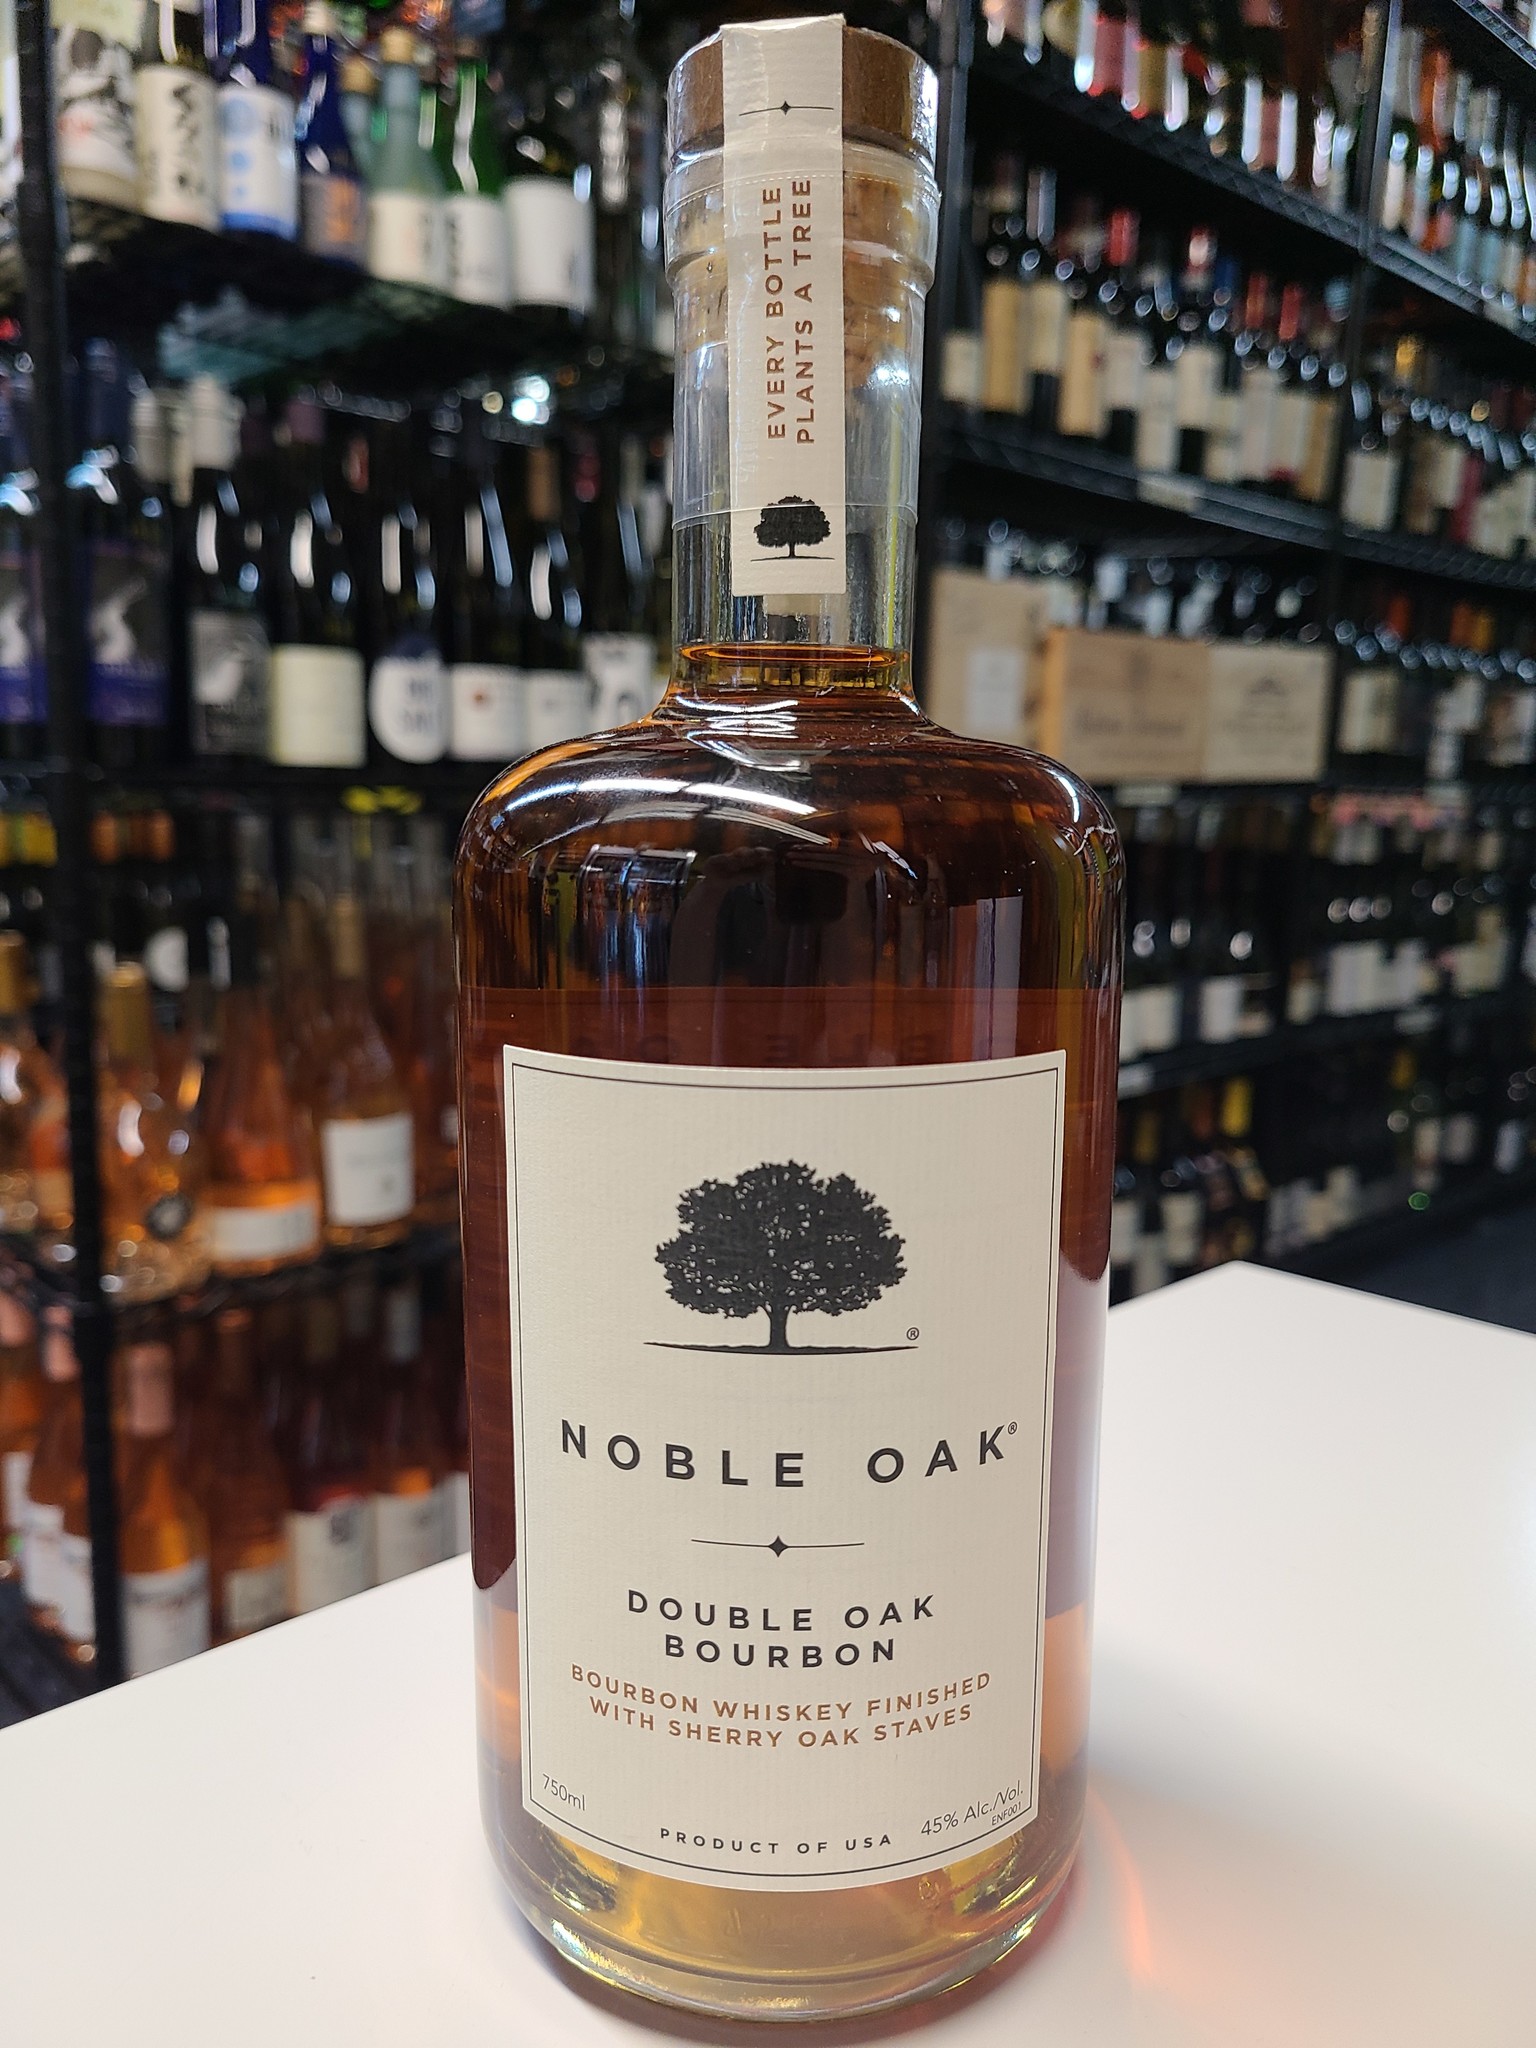 EVERY BOTTLE
PLANTS A TREE
®
NOBLE OAK®
DOUBLE OAK
BOURBON
BOURBON WHISKEY FINISHED
WITH SHERRY OAK STAVES
750ml
PRODUCT OF USA
45% Alc./Vol.
ENF001